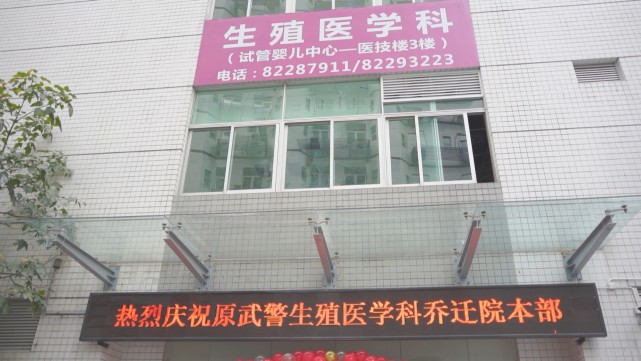 生殖医学科
（试管婴儿中心—医技楼3楼）
电话：82287911/82293223
热烈庆祝原武警生殖医学科乔迁院本部